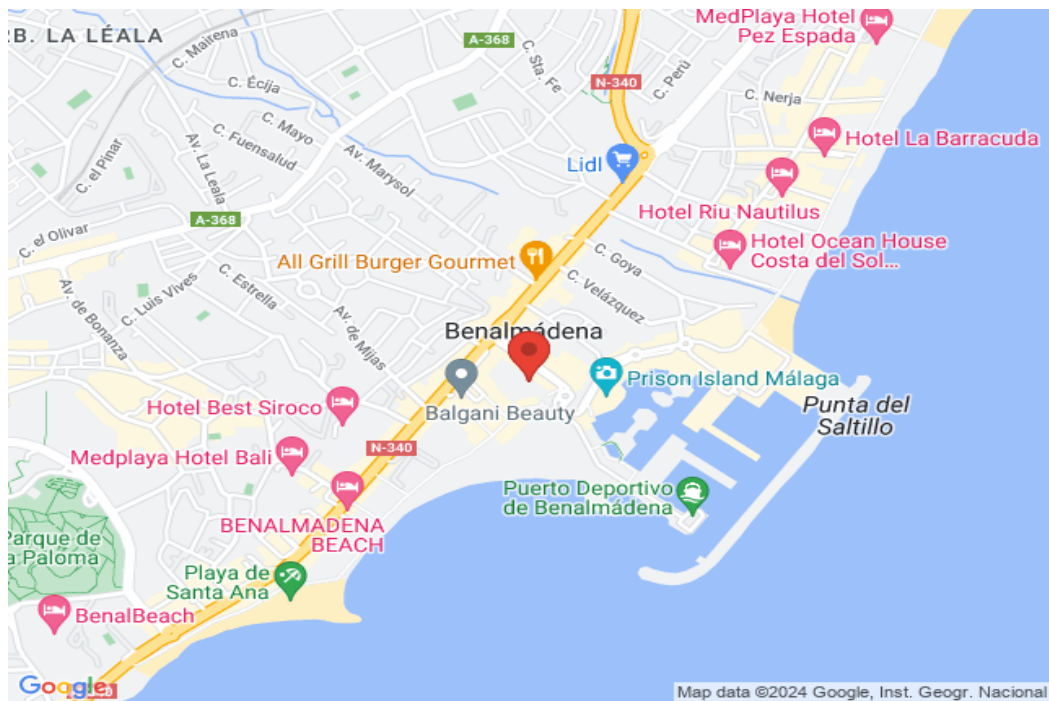 MedPlaya Hotel
Pez Espada
RB. LA LÉALA
C. Mairena
A-368
C. Sta. Fe
N-340
C. Perú
C. Écija
C. Nerja
C. Mayo
C. Fuensalud
Hotel La Barracuda
C. el Pinar
Av. La Leala
Av. Marysol
Lidl
Hotel Riu Nautilus
A-368
C. el Olivar
All Grill Burger Gourmet
C. Goya
Hotel Ocean House
Costa del Sol...
C. Estrella
C. Luis Vives
Av. de Bonanza
C. Velázquez
Av. de Mijas
Benalmádena
Prison Island Málaga
Hotel Best Siroco
Balgani Beauty
Punta del
Saltillo
N-340
Medplaya Hotel Bali
Puerto Deportivo
de Benalmádena
BENALMADENA
BEACH
Parque de
a Paloma
Playa de
Santa Ana
BenalBeach
Google
Map data ©2024 Google, Inst. Geogr. Nacional